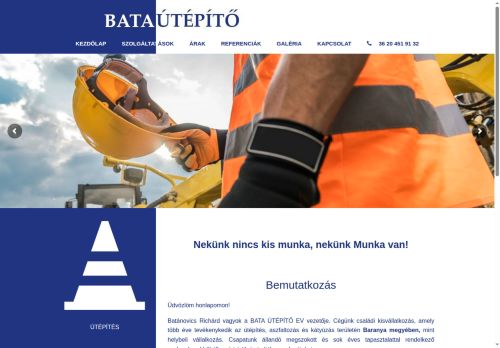 BATA ÚTÉPÍTŐ
KEZDŐLAP SZOLGÁLTATÁSOK ÁRAK REFERENCIÁK GALÉRIA KAPCSOLAT 36 20 451 91 32
Nekünk nincs kis munka, nekünk Munka van!
ÚTÉPÍTÉS
Bemutatkozás
Üdvözlöm honlapomon!
Batánovics Richárd vagyok a BATA ÚTÉPÍTŐ EV vezetője. Cégünk családi kisvállalkozás, amely
több éve tevékenykedik az útépítés, aszfaltozás és kátyúzás területén Baranya megyében, mint
helybeli vállalkozás. Csapatunk állandó megszokott és sok éves tapasztalattal rendelkező